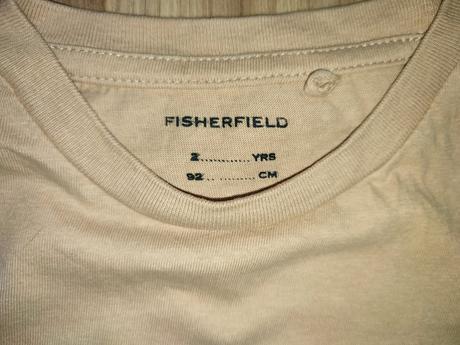 FISHERFIELD
2............ YRS
92.. ......... CM